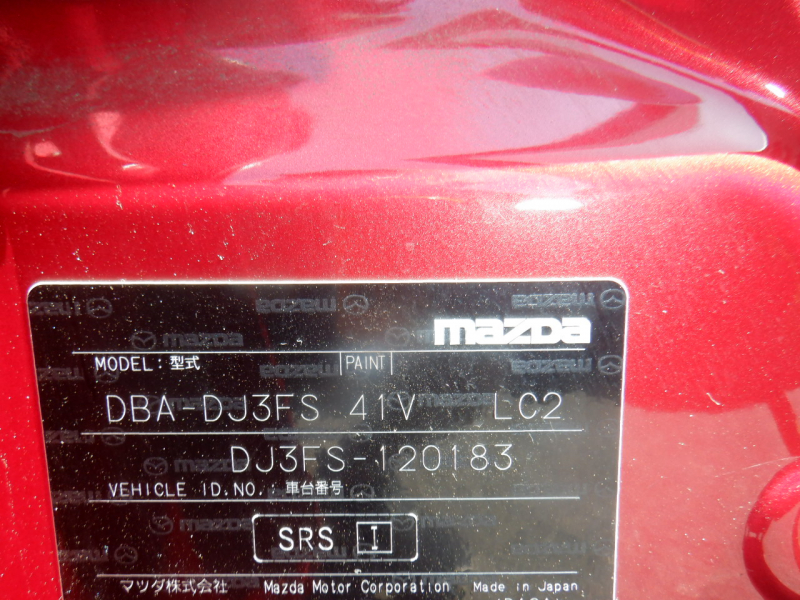 mazda
MODEL : 型式 PAINT
DBA-DJ3FS 41V LC2
DJ3FS-120183
VEHICLE ID.NO. : 車台番号
SRS I
マツダ株式会社 Mazda Motor Corporation Made in Japan